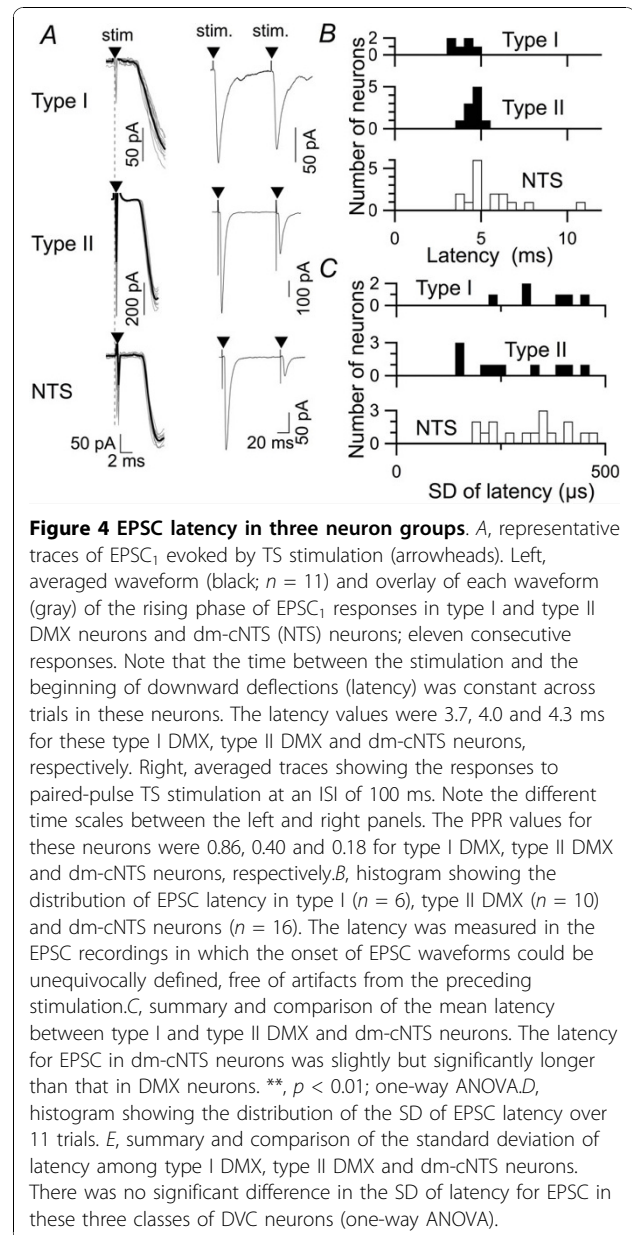 A
stim
stim.
stim.
Type I
50 pA
50 pA
Type II
200 pA
100 pA
NTS
50 pA
2 ms
20 ms
50 pA
B
Number of neurons
2
0
Type I
5
0
Type II
5
0
NTS
0
5
10
Latency (ms)
C
Number of neurons
2
0
Type I
3
0
Type II
3
0
NTS
0
500
SD of latency (µs)
Figure 4 EPSC latency in three neuron groups. A, representative
traces of EPSC₁ evoked by TS stimulation (arrowheads). Left,
averaged waveform (black; n = 11) and overlay of each waveform
(gray) of the rising phase of EPSC₁ responses in type I and type II
DMX neurons and dm-cNTS (NTS) neurons; eleven consecutive
responses. Note that the time between the stimulation and the
beginning of downward deflections (latency) was constant across
trials in these neurons. The latency values were 3.7, 4.0 and 4.3 ms
for these type I DMX, type II DMX and dm-cNTS neurons,
respectively. Right, averaged traces showing the responses to
paired-pulse TS stimulation at an ISI of 100 ms. Note the different
time scales between the left and right panels. The PPR values for
these neurons were 0.86, 0.40 and 0.18 for type I DMX, type II DMX
and dm-cNTS neurons, respectively.B, histogram showing the
distribution of EPSC latency in type I (n = 6), type II DMX (n = 10)
and dm-cNTS neurons (n = 16). The latency was measured in the
EPSC recordings in which the onset of EPSC waveforms could be
unequivocally defined, free of artifacts from the preceding
stimulation.C, summary and comparison of the mean latency
between type I and type II DMX and dm-cNTS neurons. The latency
for EPSC in dm-cNTS neurons was slightly but significantly longer
than that in DMX neurons. **, p < 0.01; one-way ANOVA.D,
histogram showing the distribution of the SD of EPSC latency over
11 trials. E, summary and comparison of the standard deviation of
latency among type I DMX, type II DMX and dm-cNTS neurons.
There was no significant difference in the SD of latency for EPSC in
these three classes of DVC neurons (one-way ANOVA).